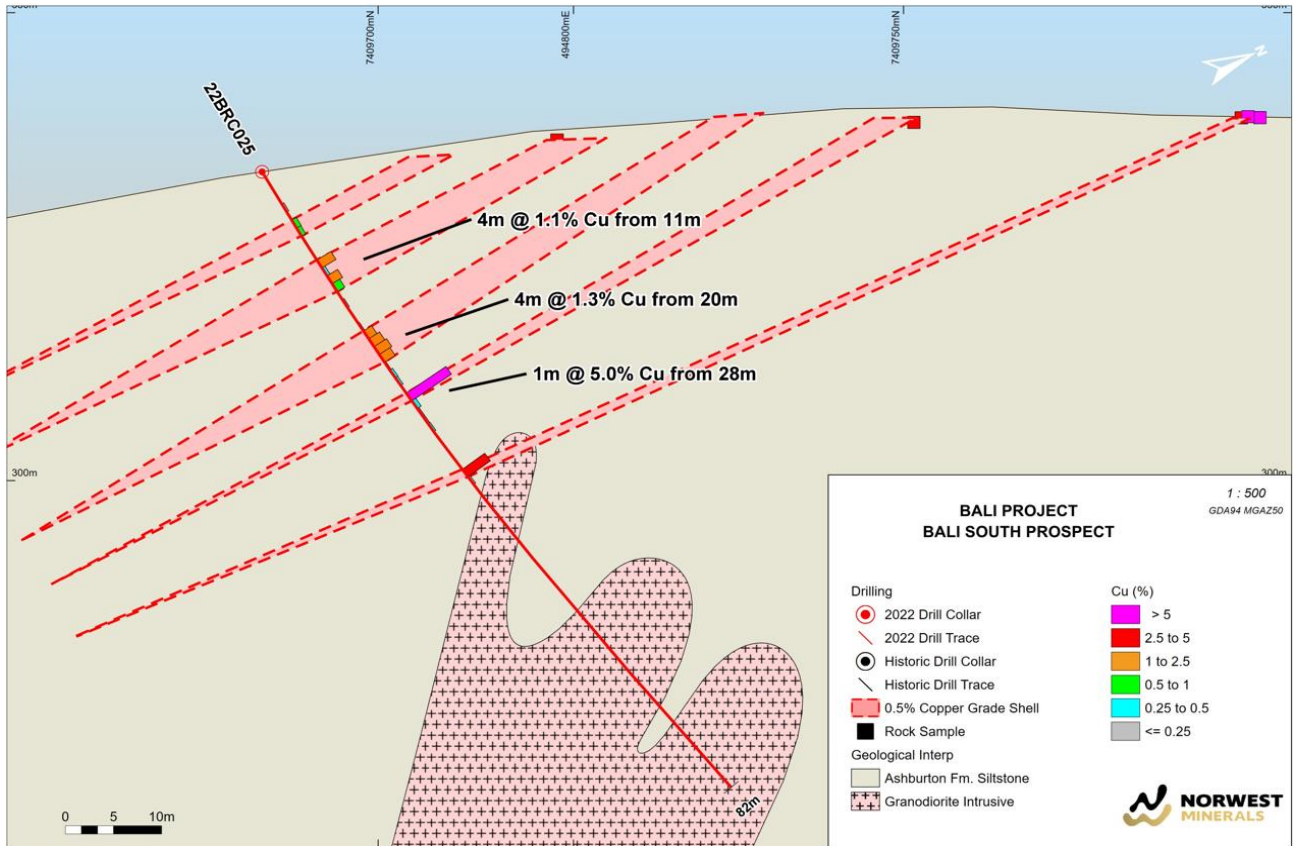 7409700mN
494800mE
7409750mN
N
22BRC025
4m @ 1.1% Cu from 11m
4m @ 1.3% Cu from 20m
1m @ 5.0% Cu from 28m
300m
300m
82m
0 5 10m
BALI PROJECT
BALI SOUTH PROSPECT
1 : 500
GDA94 MGAZ50
Drilling
2022 Drill Collar
2022 Drill Trace
Historic Drill Collar
Historic Drill Trace
0.5% Copper Grade Shell
Rock Sample
Geological Interp
Ashburton Fm. Siltstone
Granodiorite Intrusive
Cu (%)
> 5
2.5 to 5
1 to 2.5
0.5 to 1
0.25 to 0.5
<= 0.25
NORWEST
MINERALS